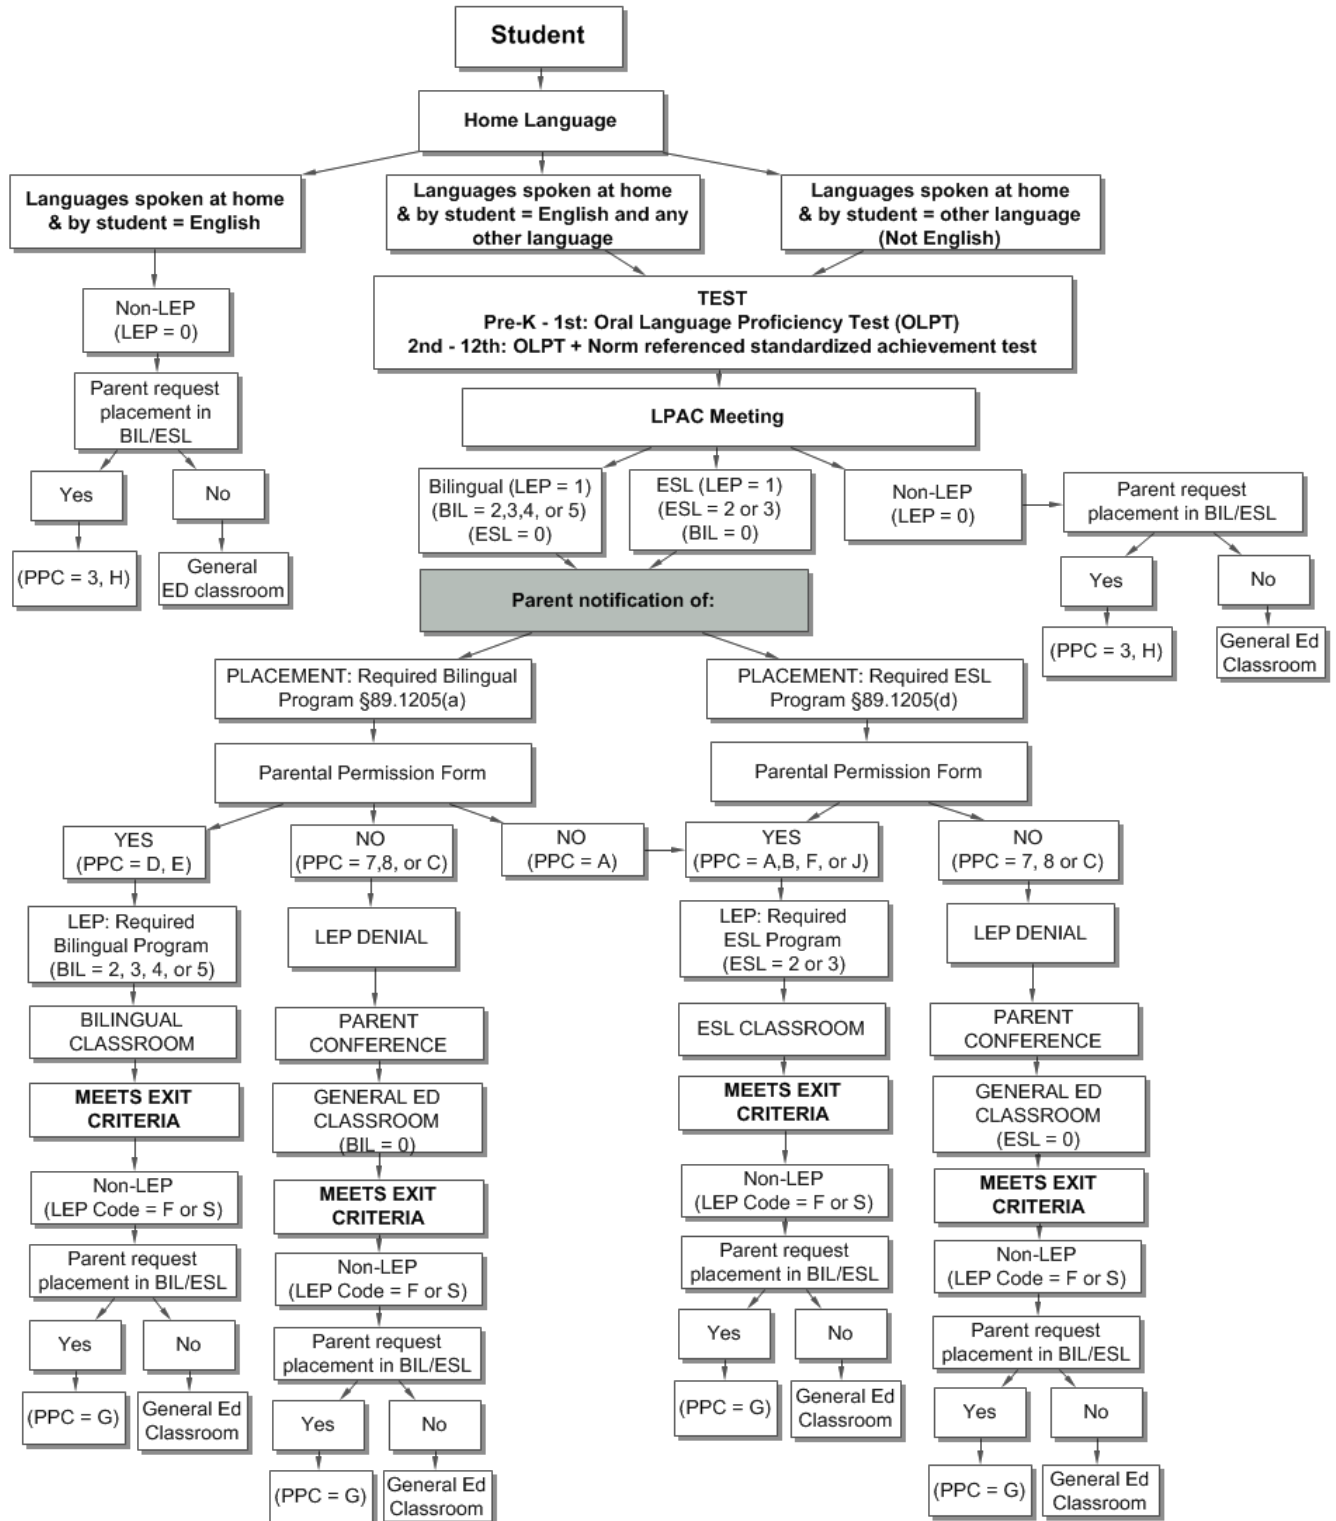 Student
Home Language
Languages spoken at home
& by student = English
Languages spoken at home
& by student = English and any
other language
Languages spoken at home
& by student = other language
(Not English)
Non-LEP
(LEP = 0)
Parent request
placement in
BIL/ESL
Yes
No
(PPC = 3, H)
General
ED classroom
TEST
Pre-K - 1st: Oral Language Proficiency Test (OLPT)
2nd - 12th: OLPT + Norm referenced standardized achievement test
LPAC Meeting
Bilingual (LEP = 1)
(BIL = 2,3,4, or 5)
(ESL = 0)
ESL (LEP = 1)
(ESL = 2 or 3)
(BIL = 0)
Non-LEP
(LEP = 0)
Parent request
placement in BIL/ESL
Yes
No
(PPC = 3, H)
General Ed
Classroom
Parent notification of:
PLACEMENT: Required Bilingual
Program §89.1205(a)
PLACEMENT: Required ESL
Program §89.1205(d)
Parental Permission Form
Parental Permission Form
YES
(PPC = D, E)
NO
(PPC = 7,8, or C)
NO
(PPC = A)
YES
(PPC = A,B, F, or J)
NO
(PPC = 7, 8 or C)
LEP: Required
Bilingual Program
(BIL = 2, 3, 4, or 5)
BILINGUAL
CLASSROOM
MEETS EXIT
CRITERIA
Non-LEP
(LEP Code = F or S)
Parent request
placement in BIL/ESL
Yes
No
(PPC = G)
General Ed
Classroom
LEP DENIAL
PARENT
CONFERENCE
GENERAL ED
CLASSROOM
(BIL = 0)
MEETS EXIT
CRITERIA
Non-LEP
(LEP Code = F or S)
Parent request
placement in BIL/ESL
Yes
No
(PPC = G)
General Ed
Classroom
LEP: Required
ESL Program
(ESL = 2 or 3)
ESL CLASSROOM
MEETS EXIT
CRITERIA
Non-LEP
(LEP Code = F or S)
Parent request
placement in BIL/ESL
Yes
No
(PPC = G)
General Ed
Classroom
LEP DENIAL
PARENT
CONFERENCE
GENERAL ED
CLASSROOM
(ESL = 0)
MEETS EXIT
CRITERIA
Non-LEP
(LEP Code = F or S)
Parent request
placement in BIL/ESL
Yes
No
(PPC = G)
General Ed
Classroom